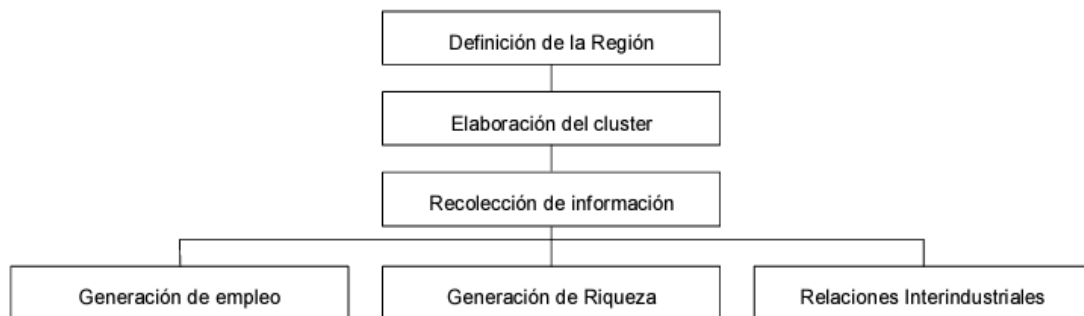 Definición de la Región
Elaboración del cluster
Recolección de información
Generación de empleo
Generación de Riqueza
Relaciones Interindustriales